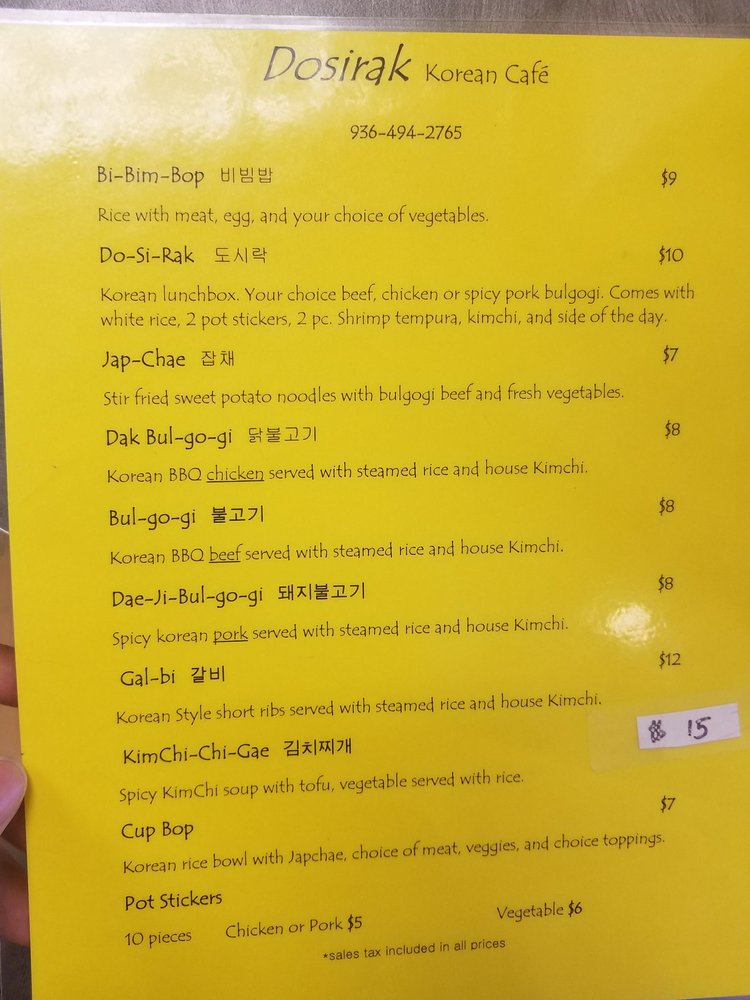 Dosirak Korean Café
936-494-2765
Bi-Bim-Bop 비빔밥 $9
Rice with meat, egg, and your choice of vegetables.
Do-Si-Rak 도시락 $10
Korean lunchbox. Your choice beef, chicken or spicy pork bulgogi. Comes with
white rice, 2 pot stickers, 2 pc. Shrimp tempura, kimchi, and side of the day.
Jap-Chae 잡채 $7
Stir fried sweet potato noodles with bulgogi beef and fresh vegetables.
Dak Bul-go-gi 닭불고기 $8
Korean BBQ chicken served with steamed rice and house Kimchi.
Bul-go-gi 불고기 $8
Korean BBQ beef served with steamed rice and house Kimchi.
Dae-Ji-Bul-go-gi 돼지불고기 $8
Spicy korean pork served with steamed rice and house Kimchi.
Gal-bi 갈비 $12
Korean Style short ribs served with steamed rice and house Kimchi.
KimChi-Chi-Gae 김치찌개 $ 15
Spicy KimChi soup with tofu, vegetable served with rice.
Cup Bop $7
Korean rice bowl with Japchae, choice of meat, veggies, and choice toppings.
Pot Stickers
10 pieces Chicken or Pork $5 Vegetable $6
*sales tax included in all prices